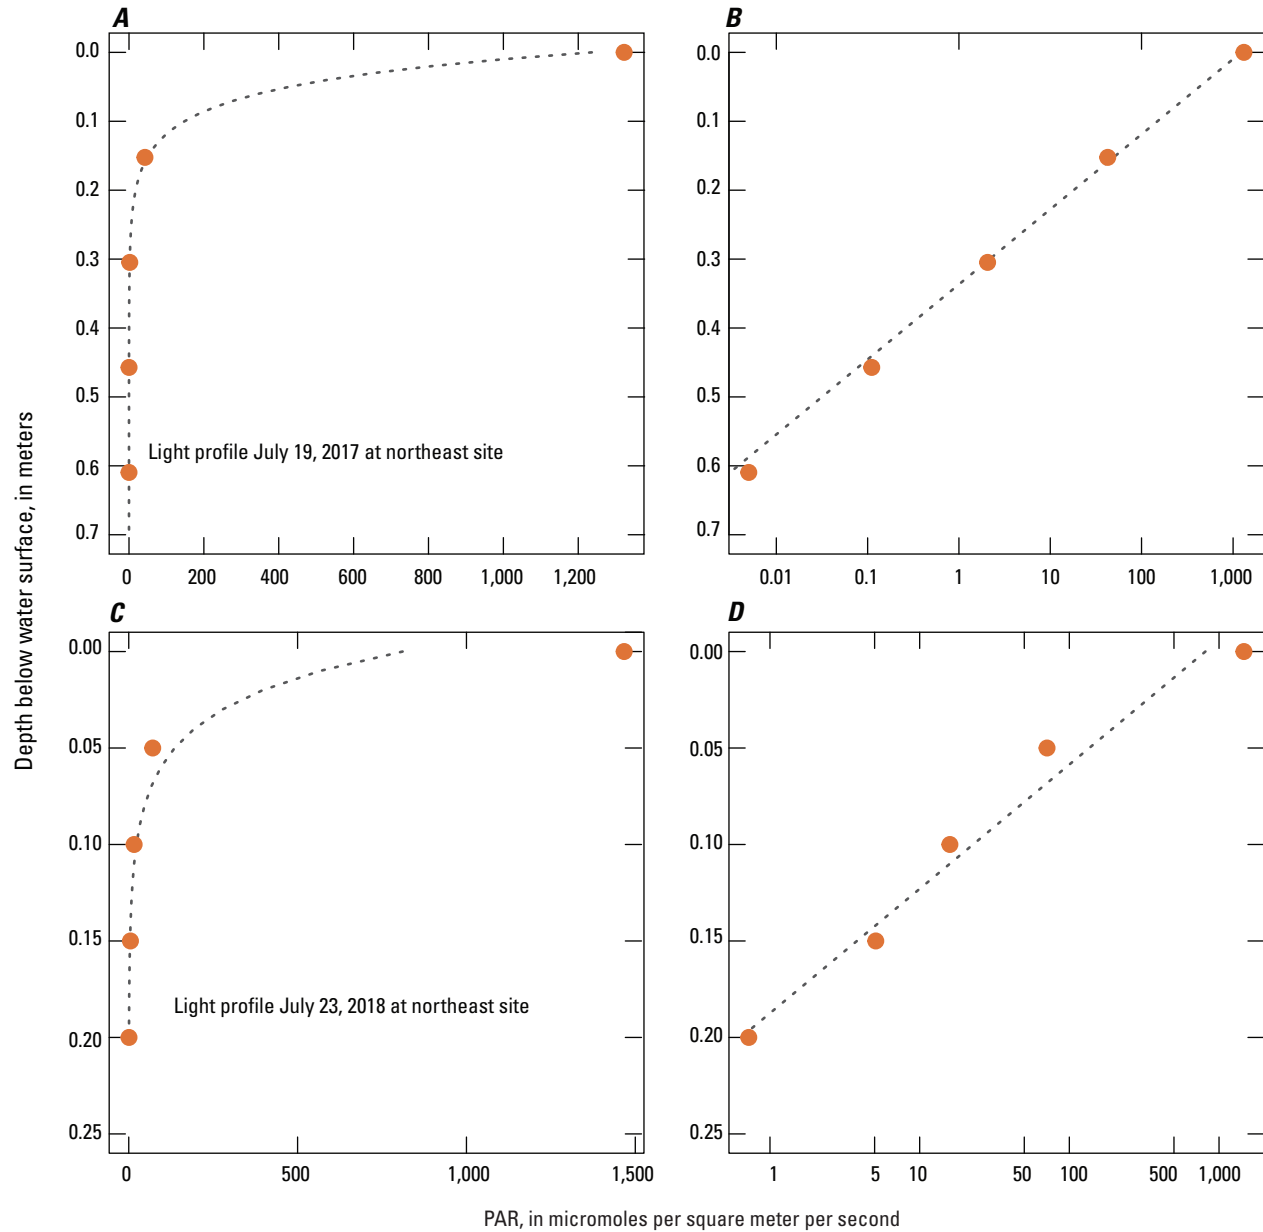 A
B
0.0
0.1
0.2
0.3
0.4
0.5
0.6
0.7
0.0
0.1
0.2
0.3
0.4
0.5
0.6
0.7
Light profile July 19, 2017 at northeast site
0 200 400 600 800 1,000 1,200
0.01 0.1 1 10 100 1,000
Depth below water surface, in meters
C
D
0.00
0.05
0.10
0.15
0.20
0.25
0.00
0.05
0.10
0.15
0.20
0.25
Light profile July 23, 2018 at northeast site
0 500 1,000 1,500
1 5 10 50 100 500 1,000
PAR, in micromoles per square meter per second